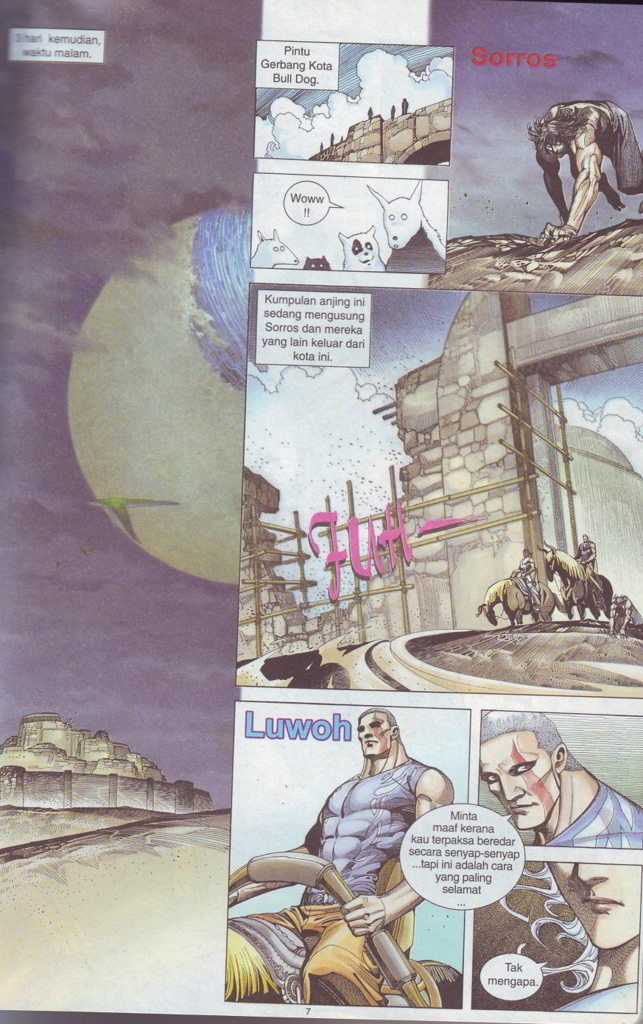 3 hari kemudian,
waktu malam.
Pintu
Gerbang Kota
Bull Dog.
Sorros
Woww
!!
Kumpulan anjing ini
sedang mengusung
Sorros dan mereka
yang lain keluar dari
kota ini.
FUH
Luwoh
Minta
maaf kerana
kau terpaksa beredar
secara senyap-senyap
...tapi ini adalah cara
yang paling
selamat
...
Tak
mengapa.
7